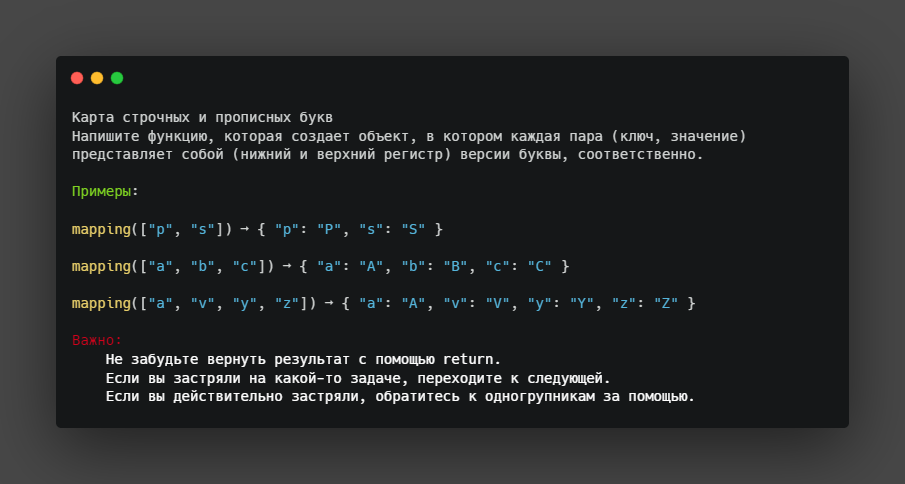 Карта строчных и прописных букв
Напишите функцию, которая создает объект, в котором каждая пара (ключ, значение)
представляет собой (нижний и верхний регистр) версии буквы, соответственно.
Примеры:
mapping(["p", "s"]) → { "p": "P", "s": "S" }
mapping(["a", "b", "c"]) → { "a": "A", "b": "B", "c": "C" }
mapping(["a", "v", "y", "z"]) → { "a": "A", "v": "V", "y": "Y", "z": "Z" }
Важно:
Не забудьте вернуть результат с помощью return.
Если вы застряли на какой-то задаче, переходите к следующей.
Если вы действительно застряли, обратитесь к одногрупникам за помощью.